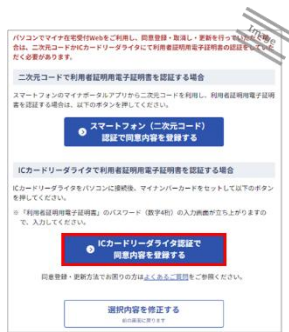 Image
パソコンでマイナ在宅受付Webをご利用し、同意登録・取消し・更新を行っていただく場
合は、二次元コードかICカードリーダライタにて利用者証明用電子証明書の認証をしていた
だく必要があります。
二次元コードで利用者証明用電子証明書を認証する場合
スマートフォンのマイナポータルアプリから二次元コードを利用し、利用者証明用電子証明
書を認証する場合は、以下のボタンを押してください。
スマートフォン（二次元コード）
認証で同意内容を登録する
ICカードリーダライタで利用者証明用電子証明書を認証する場合
ICカードリーダライタをパソコンに接続後、マイナンバーカードをセットして以下のボタン
を押してください。
※「利用者証明用電子証明書」のパスワード（数字4桁）の入力画面が立ち上がりますの
で、入力してください。
ICカードリーダライタ認証で
同意内容を登録する
同意登録・更新方法でお困りの方はよくあるご質問をご参照ください。
選択内容を修正する
前の画面に戻ります